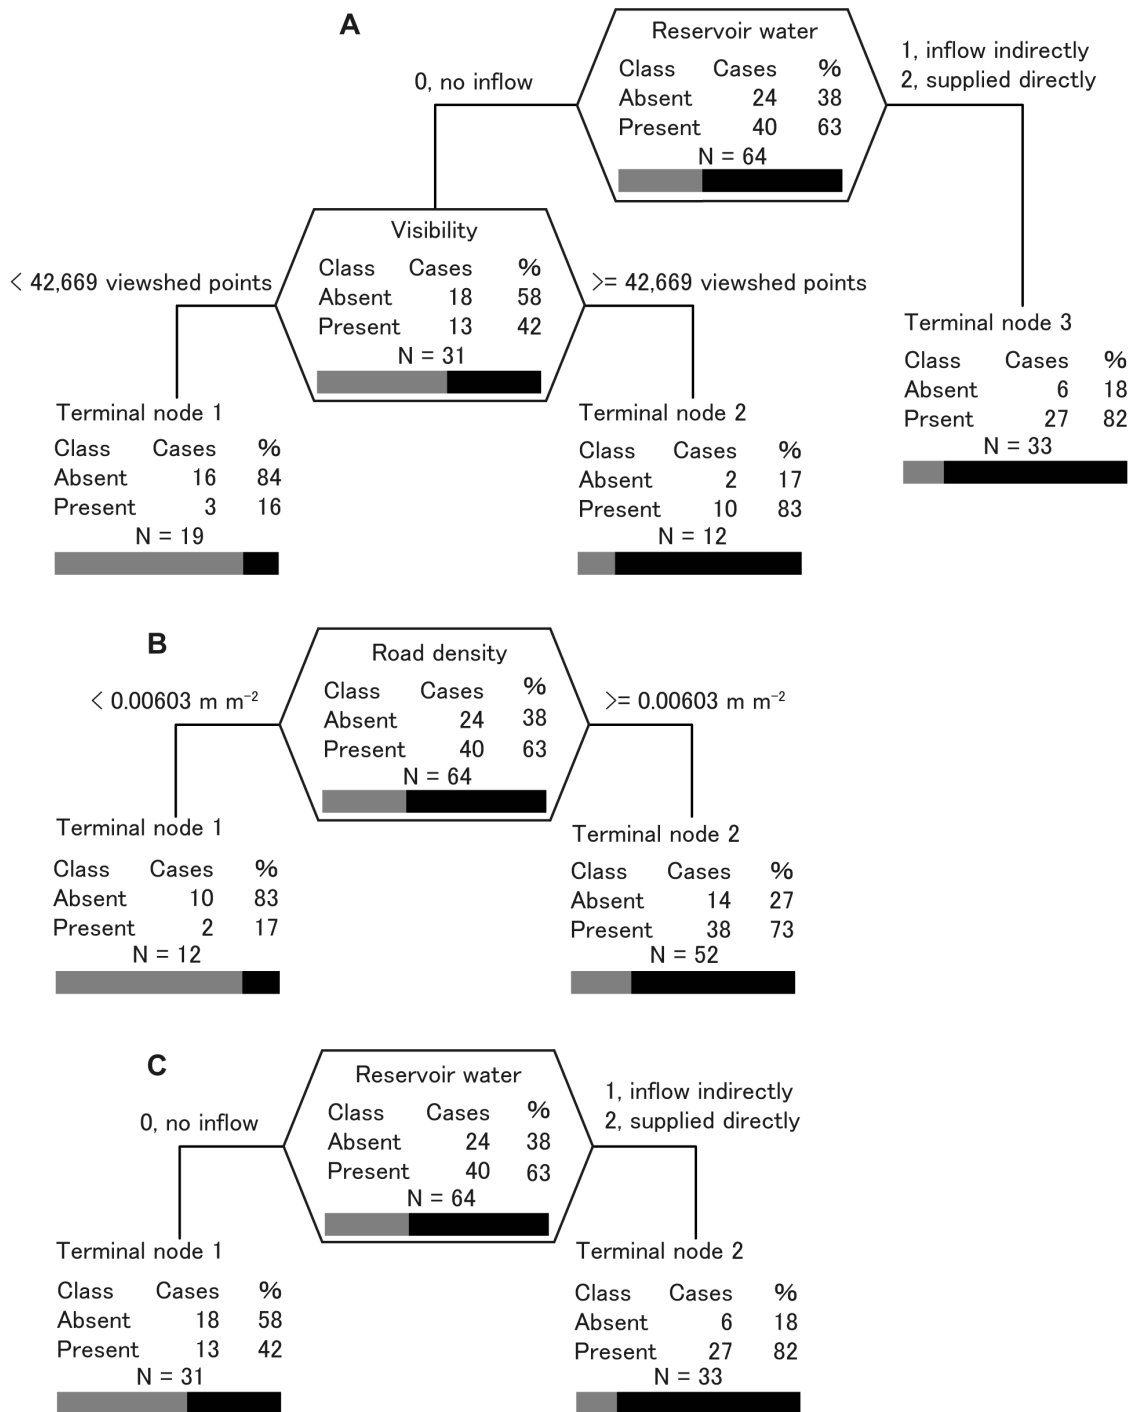 A
Reservoir water
Class Cases %
Absent 24 38
Present 40 63
N = 64
0, no inflow
1, inflow indirectly
2, supplied directly
Visibility
Class Cases %
Absent 18 58
Present 13 42
N = 31
< 42,669 viewshed points
>= 42,669 viewshed points
Terminal node 1
Class Cases %
Absent 16 84
Present 3 16
N = 19
Terminal node 2
Class Cases %
Absent 2 17
Present 10 83
N = 12
Terminal node 3
Class Cases %
Absent 6 18
Prsent 27 82
N = 33
B
Road density
Class Cases %
Absent 24 38
Present 40 63
N = 64
< 0.00603 m m⁻²
>= 0.00603 m m⁻²
Terminal node 1
Class Cases %
Absent 10 83
Present 2 17
N = 12
Terminal node 2
Class Cases %
Absent 14 27
Present 38 73
N = 52
C
Reservoir water
Class Cases %
Absent 24 38
Present 40 63
N = 64
0, no inflow
1, inflow indirectly
2, supplied directly
Terminal node 1
Class Cases %
Absent 18 58
Present 13 42
N = 31
Terminal node 2
Class Cases %
Absent 6 18
Present 27 82
N = 33